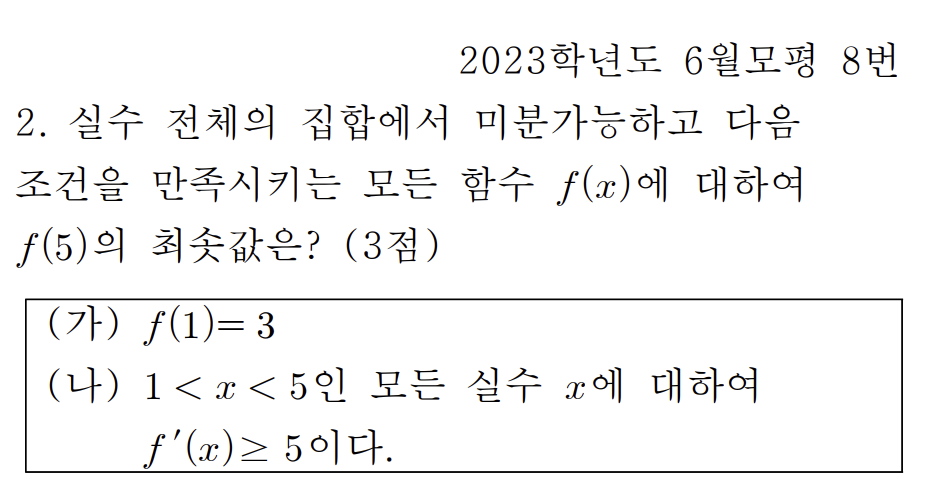 2023학년도 6월모평 8번
2. 실수 전체의 집합에서 미분가능하고 다음
조건을 만족시키는 모든 함수 f(x)에 대하여
f(5)의 최솟값은? (3점)
(가) f(1)= 3
(나) 1 < x < 5인 모든 실수 x에 대하여
f′(x)≥ 5이다.